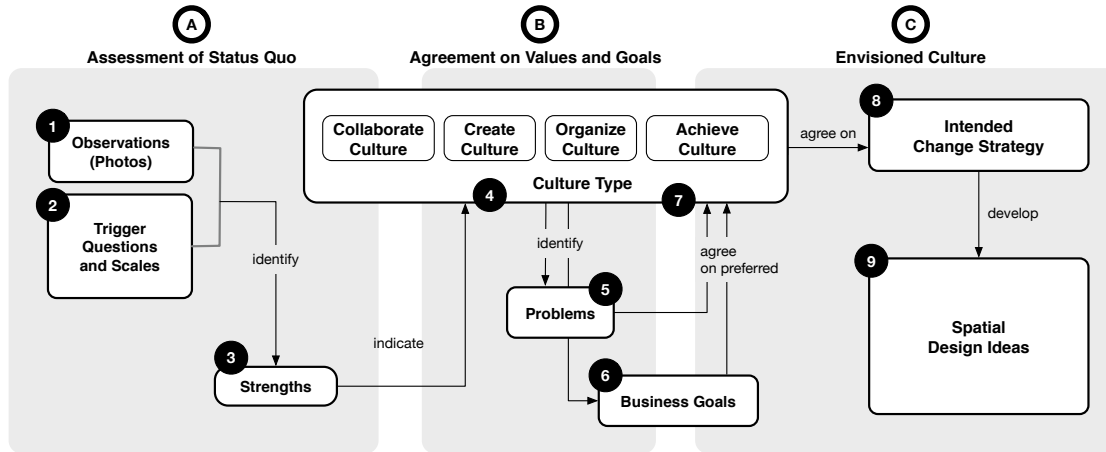 A
Assessment of Status Quo
B
Agreement on Values and Goals
C
Envisioned Culture
1
Observations
(Photos)
2
Trigger
Questions
and Scales
identify
3
Strengths
indicate
Collaborate
Culture
Create
Culture
Organize
Culture
Achieve
Culture
Culture Type
4
7
identify
agree
on preferred
5
Problems
6
Business Goals
agree on
8
Intended
Change Strategy
develop
9
Spatial
Design Ideas